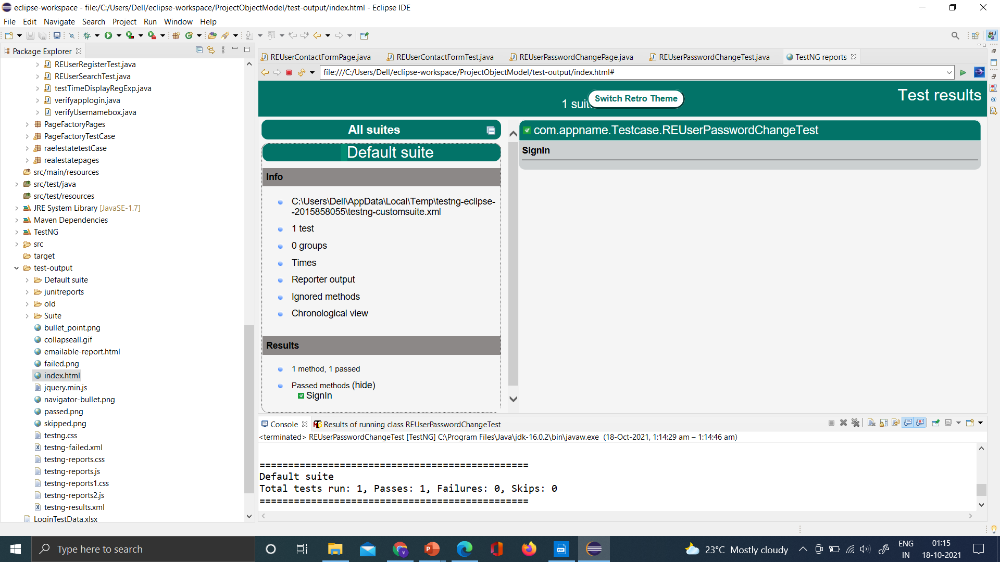 eclipse-workspace - file:/C:/Users/Dell/eclipse-workspace/ProjectObjectModel/test-output/index.html - Eclipse IDE
File Edit Navigate Search Project Run Window Help
Package Explorer
REUserRegisterTest.java
REUserSearchTest.java
testTimeDisplayRegExp.java
verifyapplogin.java
verifyUsernamebox.java
PageFactoryPages
PageFactoryTestCase
raelestatetestCase
realestatepages
src/main/resources
src/test/java
src/test/resources
JRE System Library [JavaSE-1.7]
Maven Dependencies
TestNG
src
target
test-output
Default suite
junitreports
old
Suite
bullet_point.png
collapseall.gif
emailable-report.html
failed.png
index.html
jquery.min.js
navigator-bullet.png
passed.png
skipped.png
testng.css
testng-failed.xml
testng-reports.css
testng-reports.js
testng-reports1.css
testng-reports2.js
testng-results.xml
LoginTestData.xlsx
REUserContactFormPage.java REUserContactFormTest.java REUserPasswordChangePage.java REUserPasswordChangeTest.java TestNG reports
file:///C:/Users/Dell/eclipse-workspace/ProjectObjectModel/test-output/index.html#
Test results
1 suit
Switch Retro Theme
All suites
Default suite
Info
C:\Users\Dell\AppData\Local\Temp\testng-eclipse-
-2015858055\testng-customsuite.xml
1 test
0 groups
Times
Reporter output
Ignored methods
Chronological view
Results
1 method, 1 passed
Passed methods (hide)
SignIn
com.appname.Testcase.REUserPasswordChangeTest
SignIn
Console Results of running class REUserPasswordChangeTest
<terminated> REUserPasswordChangeTest [TestNG] C:\Program Files\Java\jdk-16.0.2\bin\javaw.exe (18-Oct-2021, 1:14:29 am – 1:14:46 am)
===============================================
Default suite
Total tests run: 1, Passes: 1, Failures: 0, Skips: 0
===============================================
Type here to search
23°C Mostly cloudy
ENG
IN
01:15
18-10-2021